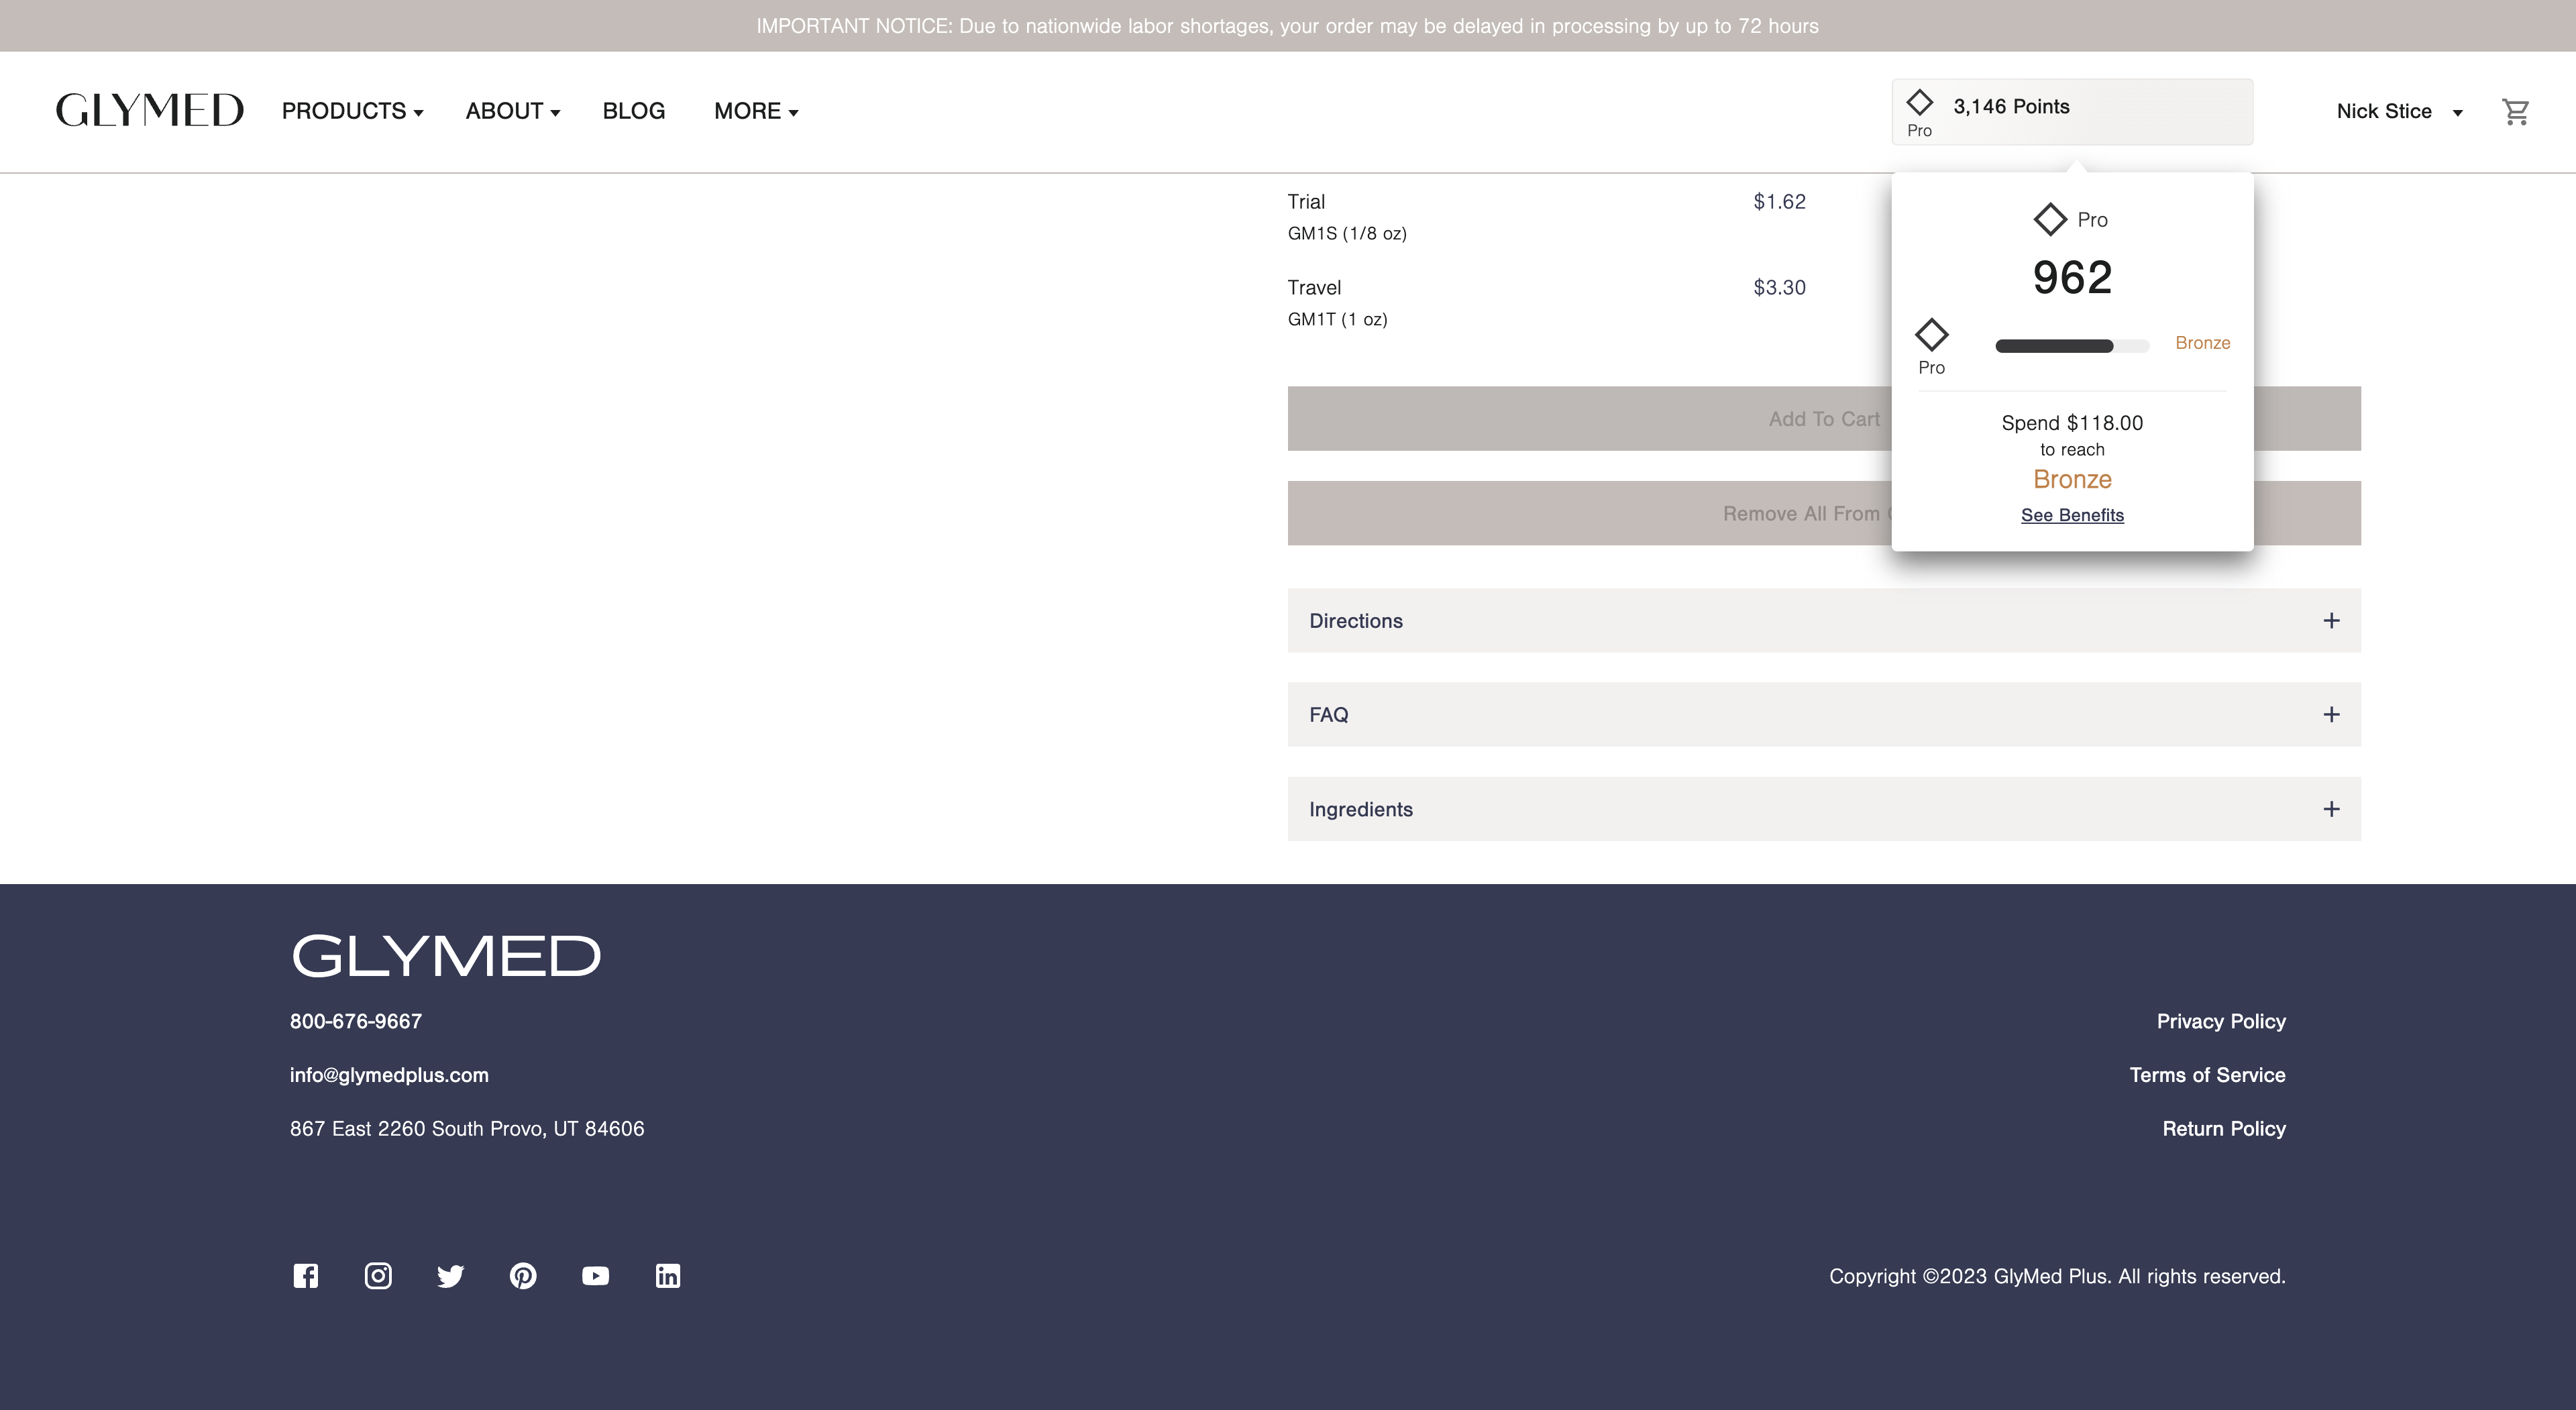 IMPORTANT NOTICE: Due to nationwide labor shortages, your order may be delayed in processing by up to 72 hours
GLYMED
PRODUCTS
ABOUT
BLOG
MORE
3,146 Points
Pro
Nick Stice
Trial
$1.62
GM1S (1/8 oz)
Travel
$3.30
GM1T (1 oz)
Pro
962
Pro
Bronze
Spend $118.00
to reach
Bronze
See Benefits
Add To Cart
Remove All From
Directions
FAQ
Ingredients
GLYMED
800-676-9667
info@glymedplus.com
867 East 2260 South Provo, UT 84606
Privacy Policy
Terms of Service
Return Policy
Copyright ©2023 GlyMed Plus. All rights reserved.